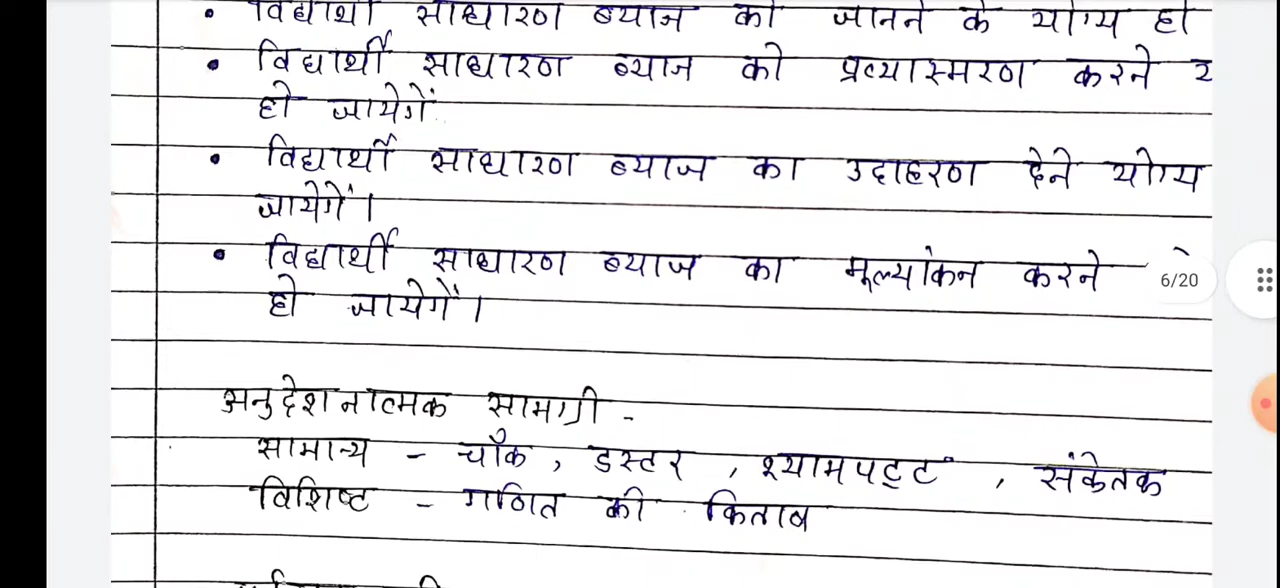 • विद्यार्थी साधारण ब्याज को जानने के योग्य हो
• विद्यार्थी साधारण ब्याज को प्रत्यास्मरण करने
हो जायेगें
• विद्यार्थी साधारण ब्याज का उदाहरण देने योग्य
जायेगें।
• विद्यार्थी साधारण ब्याज का मूल्यांकन करने
6/20
हो जायेगें।
अनुदेशनात्मक सामग्री -
सामान्य - चॉक, डस्टर, श्यामपट्ट, संकेतक
विशिष्ट - गणित की किताब